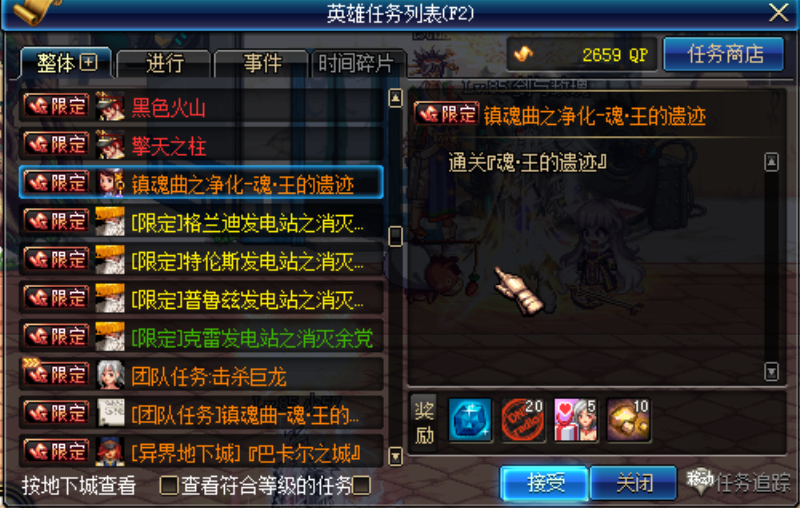 英雄任务列表(F2)
整体 进行 事件 时间碎片
2659 QP 任务商店
限定 黑色火山
限定 擎天之柱
限定 镇魂曲之净化-魂·王的遗迹
限定 [限定]格兰迪发电站之消灭...
限定 [限定]特伦斯发电站之消灭...
限定 [限定]普鲁兹发电站之消灭...
限定 [限定]克雷发电站之消灭余党
限定 团队任务:击杀巨龙
限定 [团队任务]镇魂曲-魂·王的...
限定 [异界地下城]『巴卡尔之城』
按地下城查看 查看符合等级的任务
限定 镇魂曲之净化-魂·王的遗迹
通关『魂·王的遗迹』
奖励
20
5
10
接受 关闭 移动 任务追踪